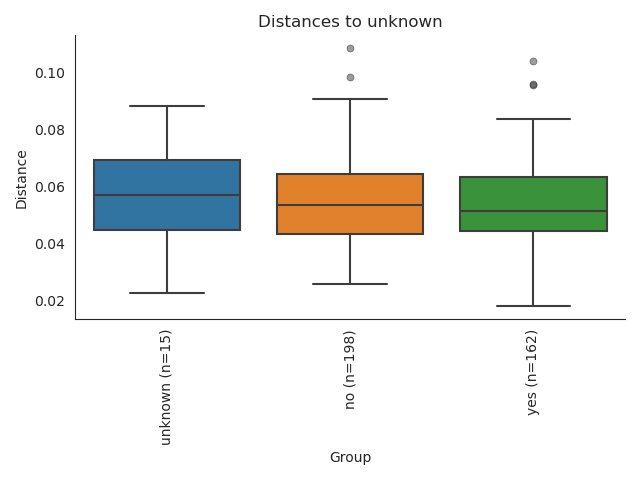 Distances to unknown
Distance
0.10
0.08
0.06
0.04
0.02
unknown (n=15)
no (n=198)
yes (n=162)
Group